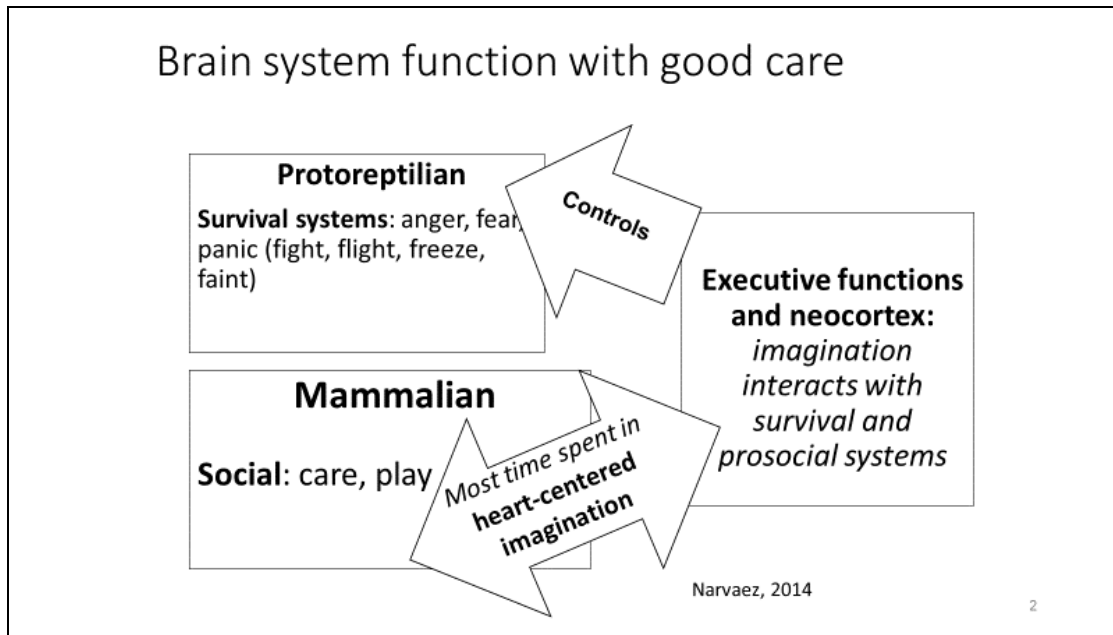 Brain system function with good care
Protoreptilian
Survival systems: anger, fear,
panic (fight, flight, freeze,
faint)
Controls
Executive functions
and neocortex:
imagination
interacts with
survival and
prosocial systems
Mammalian
Social: care, play
Most time spent in
heart-centered
imagination
Narvaez, 2014
2